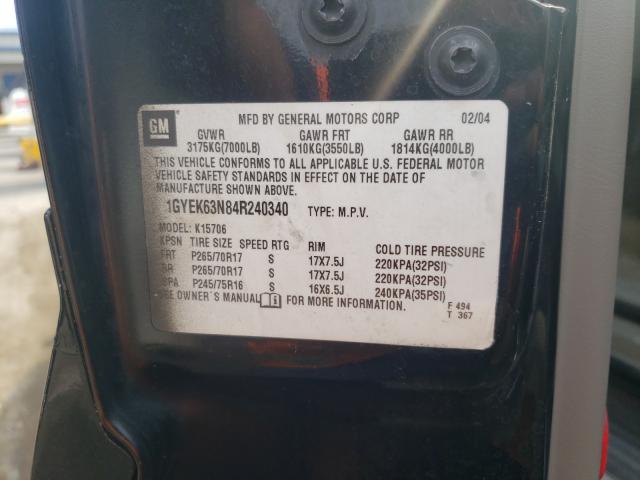 GM
MFD BY GENERAL MOTORS CORP 02/04
GVWR GAWR FRT GAWR RR
3175KG(7000LB) 1610KG(3550LB) 1814KG(4000LB)
THIS VEHICLE CONFORMS TO ALL APPLICABLE U.S. FEDERAL MOTOR
VEHICLE SAFETY STANDARDS IN EFFECT ON THE DATE OF
MANUFACTURE SHOWN ABOVE.
1GYEK63N84R240340 TYPE: M.P.V.
MODEL: K15706
KPSN TIRE SIZE SPEED RTG RIM COLD TIRE PRESSURE
FRT P265/70R17 S 17X7.5J 220KPA(32PSI)
RR P265/70R17 S 17X7.5J 220KPA(32PSI)
SPA P245/75R16 S 16X6.5J 240KPA(35PSI)
SEE OWNER'S MANUAL FOR MORE INFORMATION.
F 494
T 367